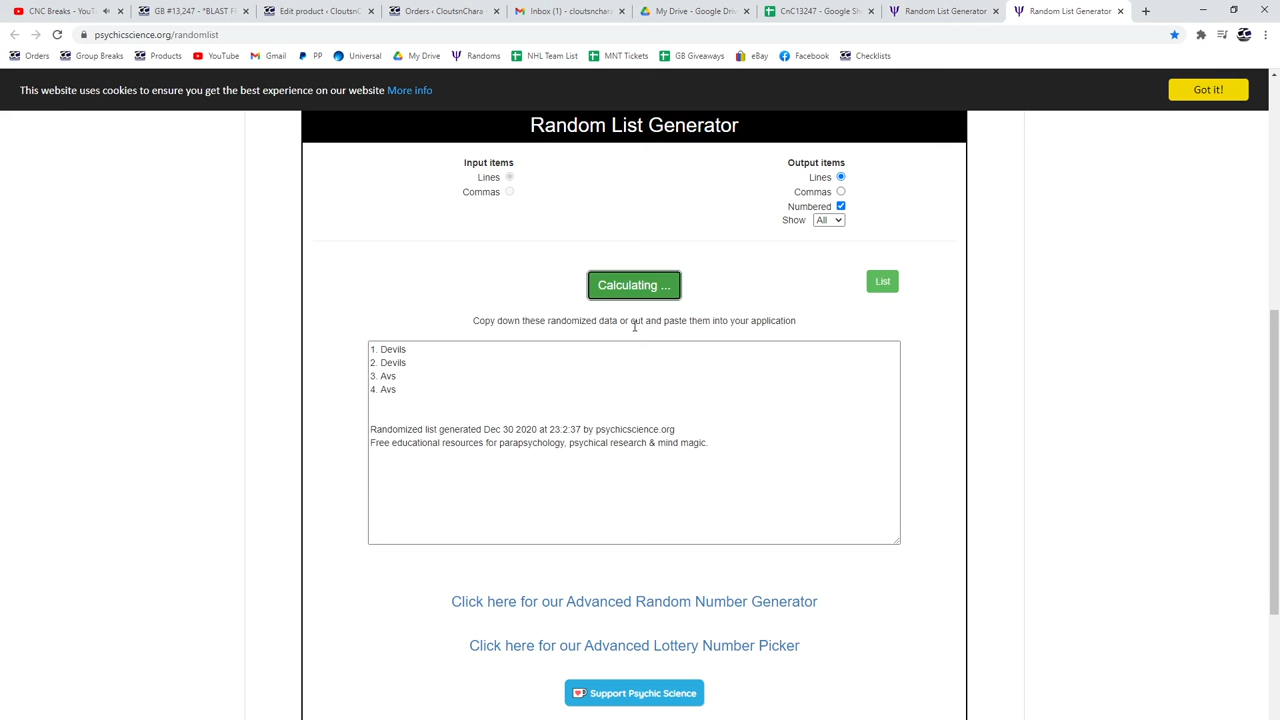 CNC Breaks - YouTu
GB #13,247 - *BLAST F
Edit product < CloutsnC
Orders < CloutsnChara
Inbox (1) - cloutsnchara
My Drive - Google Driv
CnC13247 - Google She
Random List Generator
Random List Generator
psychicscience.org/randomlist
Orders
Group Breaks
Products
YouTube
Gmail
PP
Universal
My Drive
Randoms
NHL Team List
MNT Tickets
GB Giveaways
eBay
Facebook
Checklists
This website uses cookies to ensure you get the best experience on our website More info
Got it!
Random List Generator
Input items
Lines
Commas
Output items
Lines
Commas
Numbered
Show All
Calculating ...
List
Copy down these randomized data or cut and paste them into your application
1. Devils
2. Devils
3. Avs
4. Avs
Randomized list generated Dec 30 2020 at 23:2:37 by psychicscience.org
Free educational resources for parapsychology, psychical research & mind magic.
Click here for our Advanced Random Number Generator
Click here for our Advanced Lottery Number Picker
Support Psychic Science